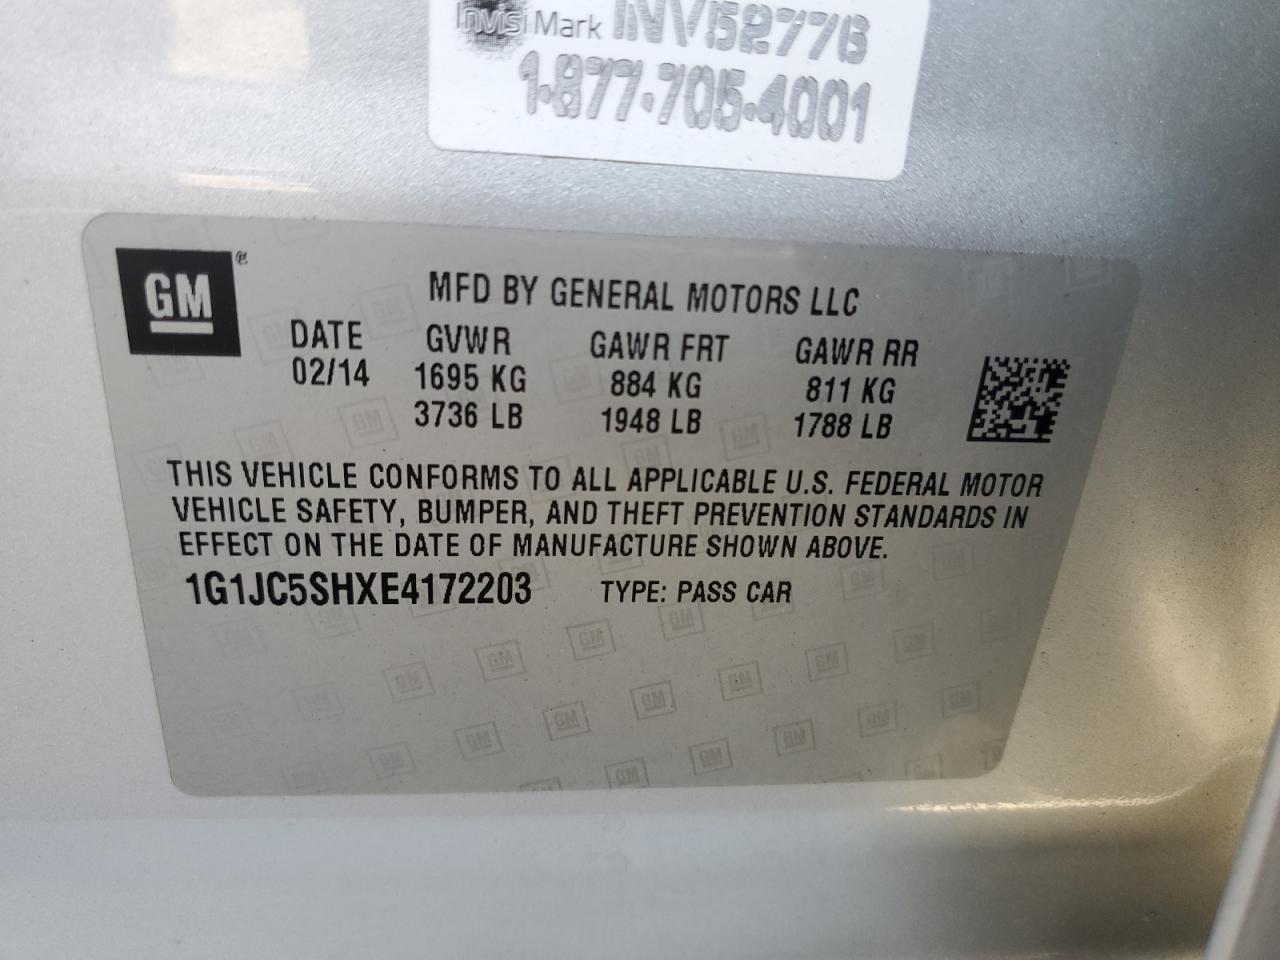 Invisi Mark INV52776
1-877-705-4001
GM ®
MFD BY GENERAL MOTORS LLC
DATE GVWR GAWR FRT GAWR RR
02/14 1695 KG 884 KG 811 KG
3736 LB 1948 LB 1788 LB
THIS VEHICLE CONFORMS TO ALL APPLICABLE U.S. FEDERAL MOTOR
VEHICLE SAFETY, BUMPER, AND THEFT PREVENTION STANDARDS IN
EFFECT ON THE DATE OF MANUFACTURE SHOWN ABOVE.
1G1JC5SHXE4172203 TYPE: PASS CAR